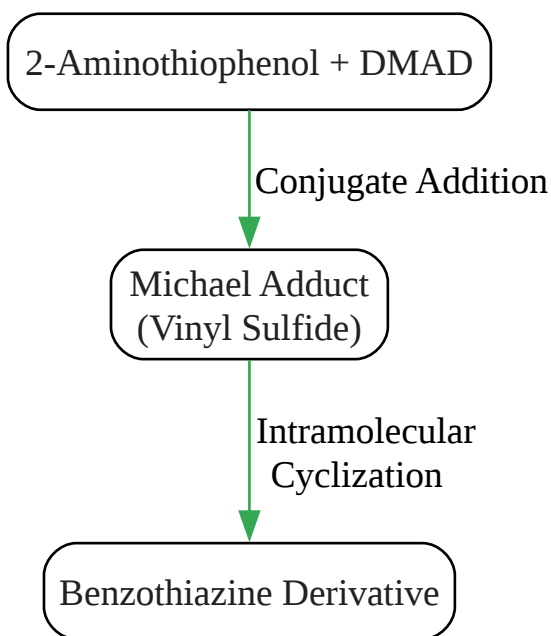 2-Aminothiophenol + DMAD
Conjugate Addition
Michael Adduct
(Vinyl Sulfide)
Intramolecular
Cyclization
Benzothiazine Derivative